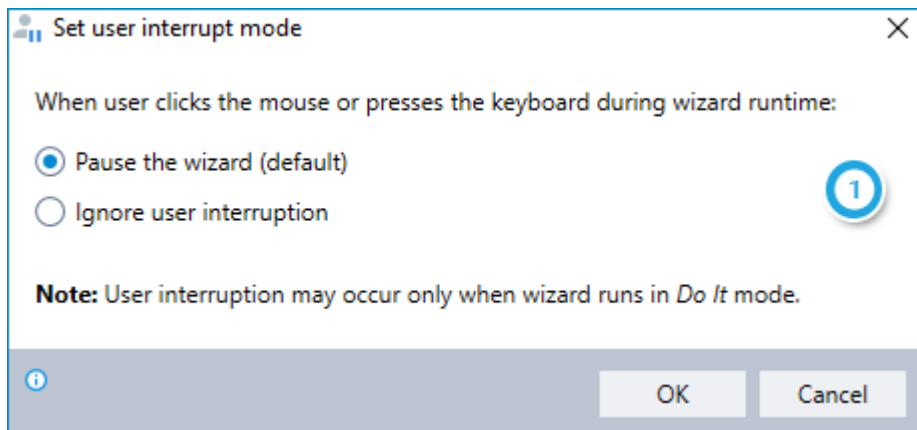 Set user interrupt mode
When user clicks the mouse or presses the keyboard during wizard runtime:
Pause the wizard (default)
1
Ignore user interruption
Note: User interruption may occur only when wizard runs in Do It mode.
OK Cancel